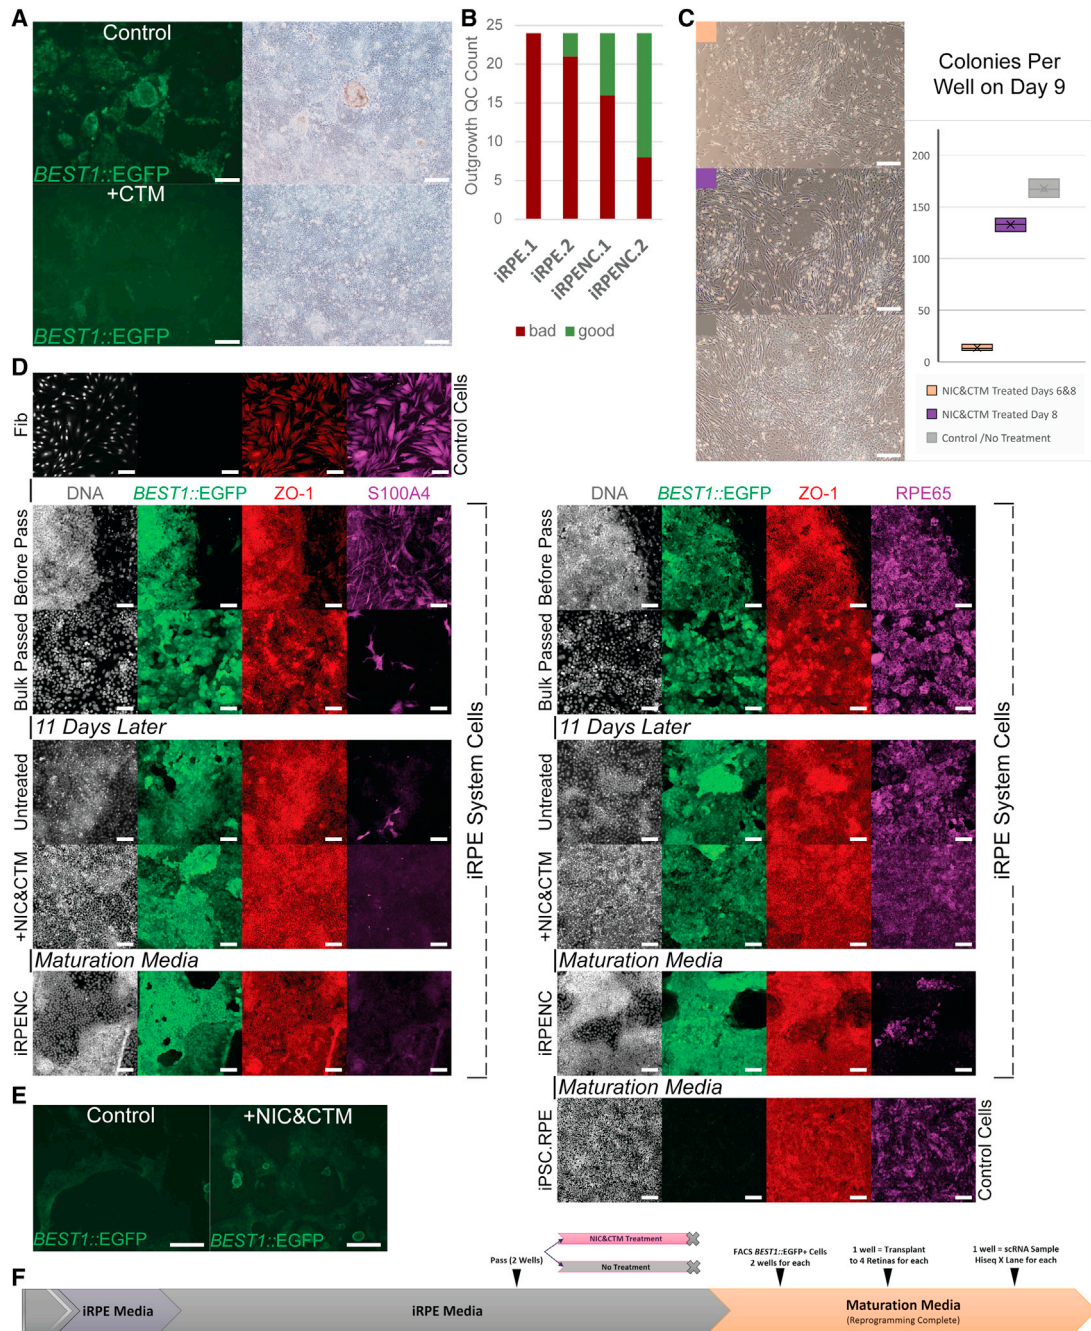 A
Control
BEST1::EGFP
+CTM
BEST1::EGFP
B
25
20
15
10
5
0
Outgrowth QC Count
iRPE.1
iRPE.2
iRPENC.1
iRPENC.2
bad
good
C
Colonies Per
Well on Day 9
200
150
100
50
0
NIC&CTM Treated Days 6&8
NIC&CTM Treated Day 8
Control /No Treatment
D
Fib
Control Cells
DNA
BEST1::EGFP
ZO-1
S100A4
Before Pass
Bulk Passed
11 Days Later
Untreated
+NIC&CTM
Maturation Media
iRPENC
iRPE System Cells
DNA
BEST1::EGFP
ZO-1
RPE65
Before Pass
Bulk Passed
11 Days Later
Untreated
+NIC&CTM
Maturation Media
iRPENC
iRPE System Cells
Maturation Media
iPSC.RPE
Control Cells
E
Control
+NIC&CTM
BEST1::EGFP
BEST1::EGFP
F
iRPE Media
iRPE Media
Pass (2 Wells)
NIC&CTM Treatment
No Treatment
FACS BEST1::EGFP+ Cells
2 wells for each
1 well = Transplant
to 4 Retinas for each
1 well = scRNA Sample
Hiseq X Lane for each
Maturation Media
(Reprogramming Complete)